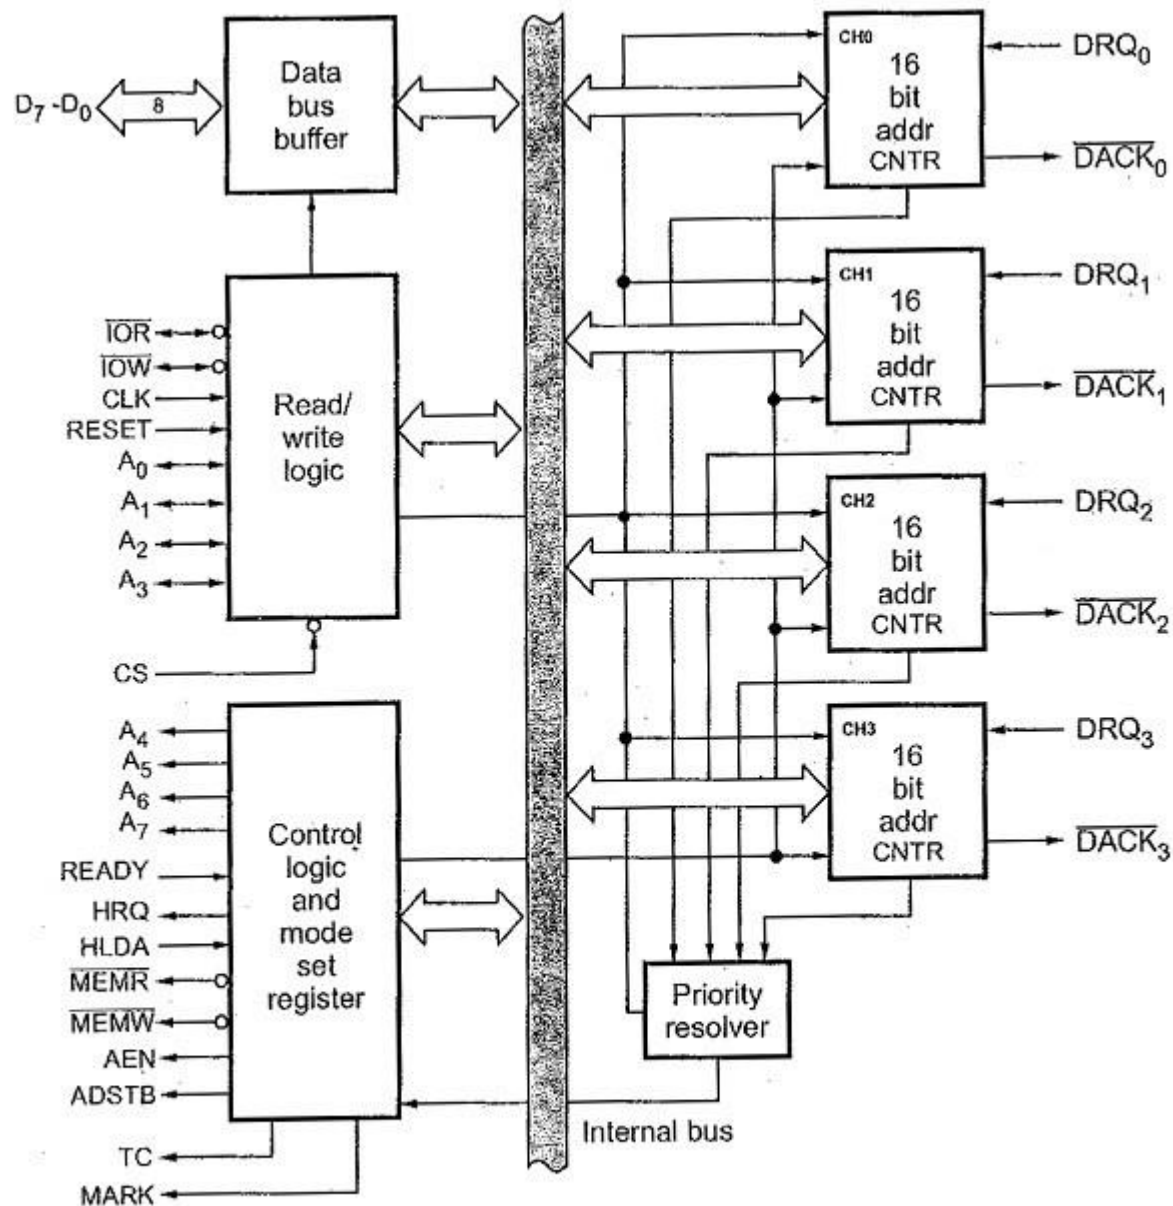 Data
bus
buffer
D7 -D0
8
Read/
write
logic
IOR
IOW
CLK
RESET
A0
A1
A2
A3
CS
Control
logic
and
mode
set
register
A4
A5
A6
A7
READY
HRQ
HLDA
MEMR
MEMW
AEN
ADSTB
TC
MARK
CH0
16
bit
addr
CNTR
DRQ0
DACK0
CH1
16
bit
addr
CNTR
DRQ1
DACK1
CH2
16
bit
addr
CNTR
DRQ2
DACK2
CH3
16
bit
addr
CNTR
DRQ3
DACK3
Priority
resolver
Internal bus